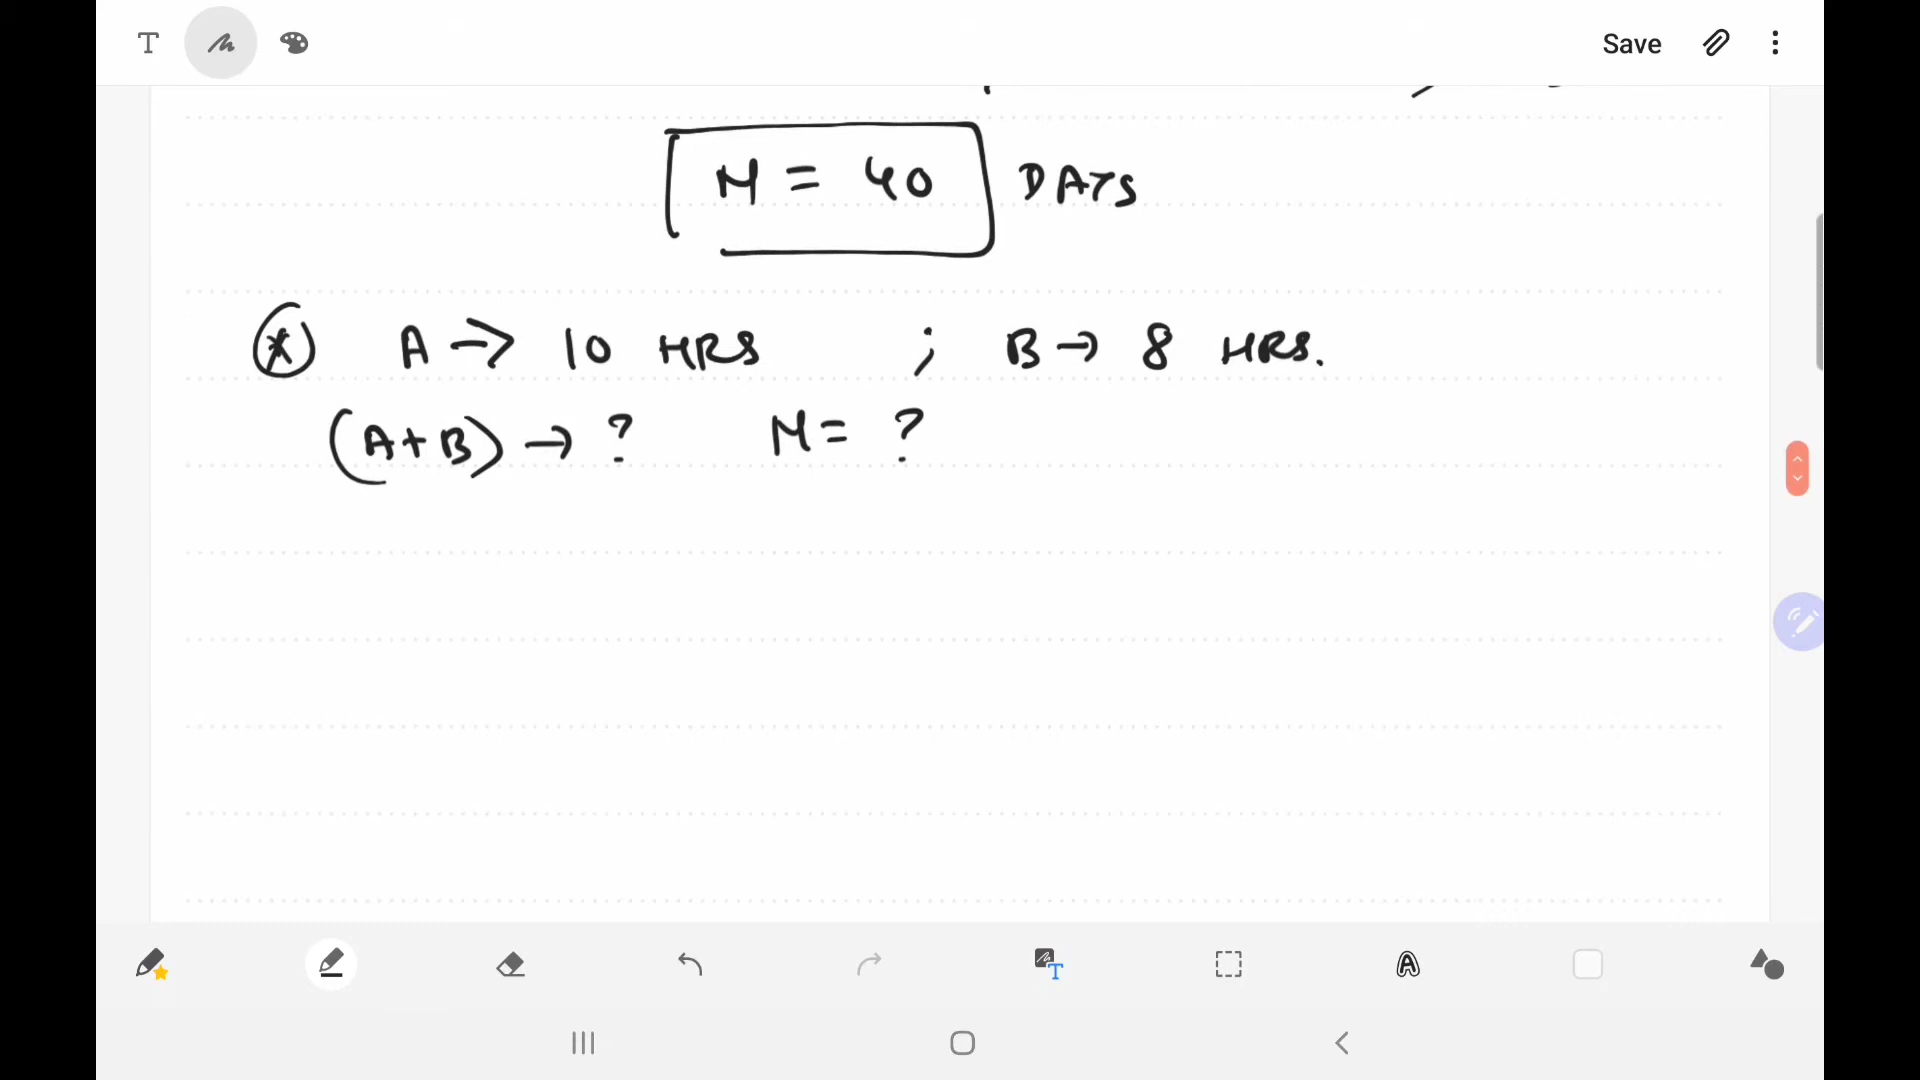 T Save
M = 40 DAYS
* A → 10 HRS ; B → 8 HRS.
(A+B) → ? M = ?
T A